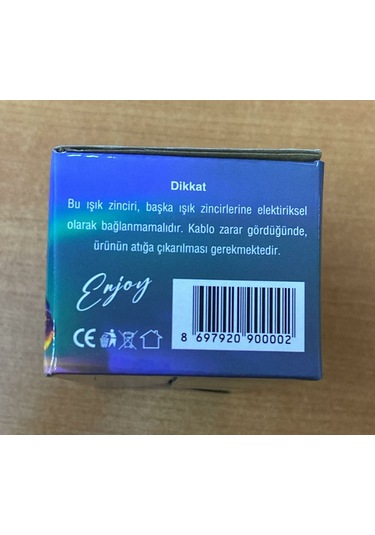 Dikkat
Bu ışık zinciri, başka ışık zincirlerine elektiriksel
olarak bağlanmamalıdır. Kablo zarar gördüğünde,
ürünün atığa çıkarılması gerekmektedir.
Enjoy
CE
8 697920 900002